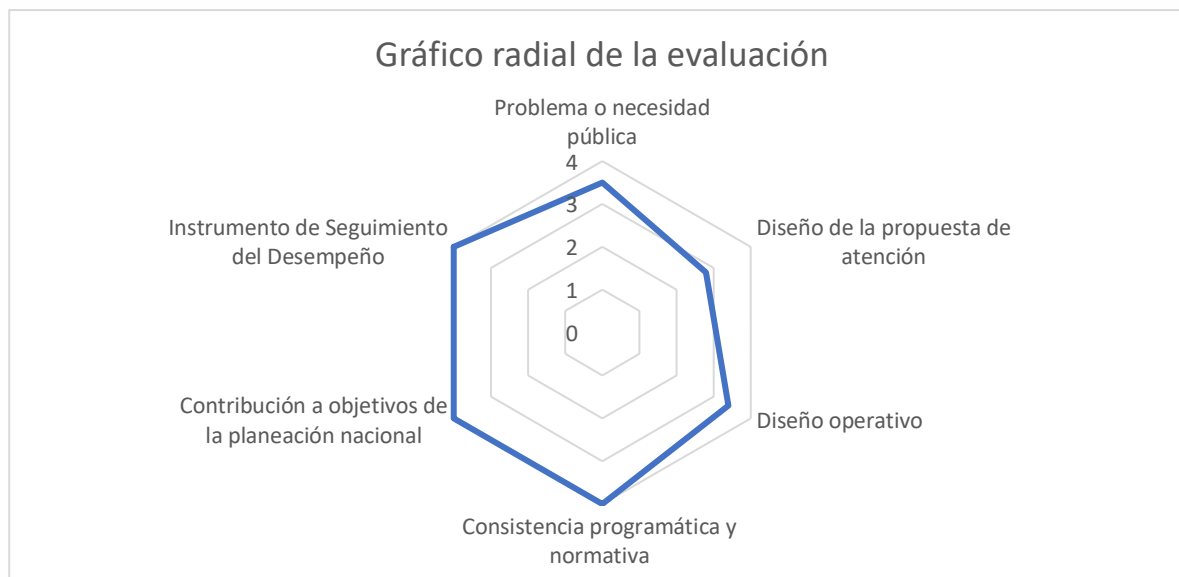 Gráfico radial de la evaluación
Problema o necesidad
pública
4
3
2
1
0
Instrumento de Seguimiento
del Desempeño
Diseño de la propuesta de
atención
Contribución a objetivos de
la planeación nacional
Diseño operativo
Consistencia programática y
normativa